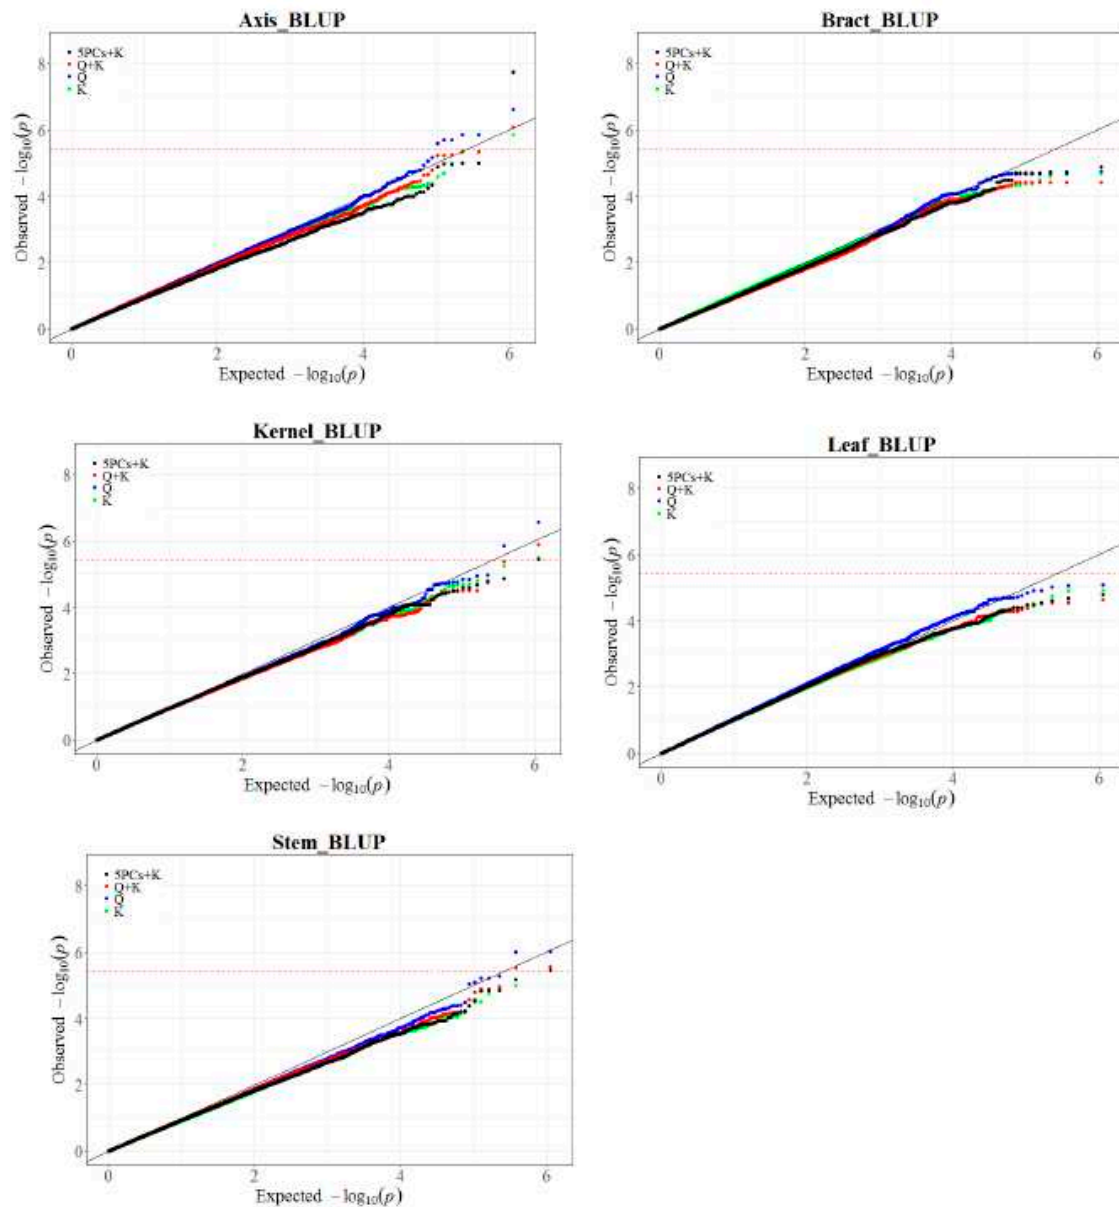 Axis_BLUP
5PCs+K
Q+K
Q
K
8
6
4
2
0
Observed −log10(p)
0 2 4 6
Expected −log10(p)
Bract_BLUP
5PCs+K
Q+K
Q
K
8
6
4
2
0
Observed −log10(p)
0 2 4 6
Expected −log10(p)
Kernel_BLUP
5PCs+K
Q+K
Q
K
8
6
4
2
0
Observed −log10(p)
0 2 4 6
Expected −log10(p)
Leaf_BLUP
5PCs+K
Q+K
Q
K
8
6
4
2
0
Observed −log10(p)
0 2 4 6
Expected −log10(p)
Stem_BLUP
5PCs+K
Q+K
Q
K
8
6
4
2
0
Observed −log10(p)
0 2 4 6
Expected −log10(p)